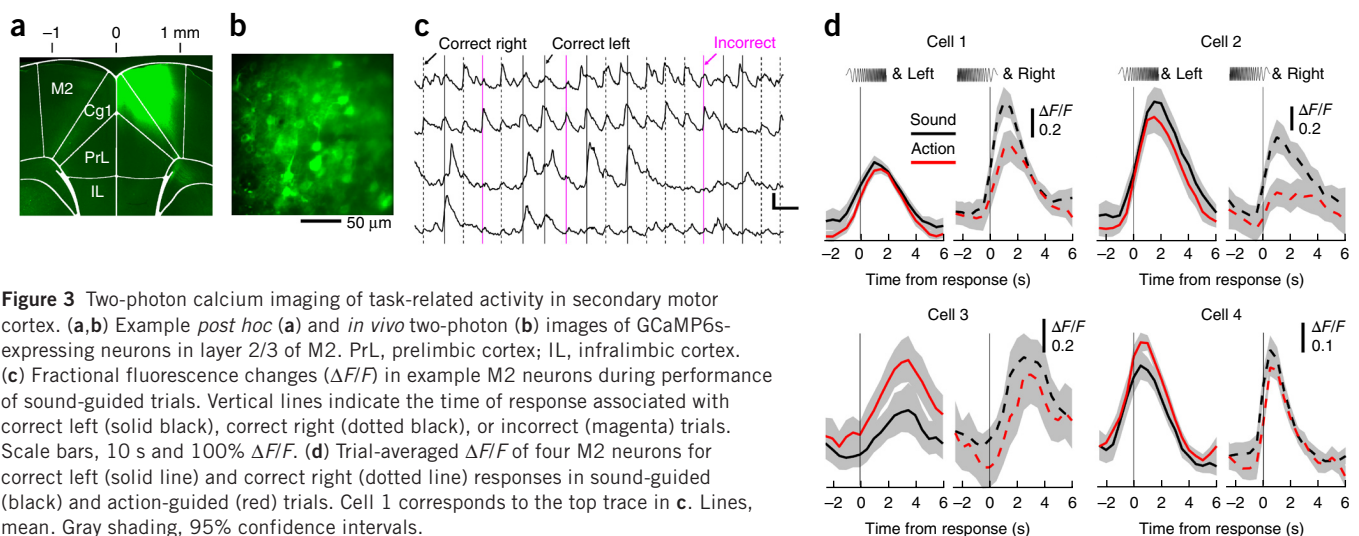 a
−1 0 1 mm
M2
Cg1
PrL
IL
b
50 μm
c
Correct right Correct left Incorrect
d
Cell 1 Cell 2
& Left & Right & Left & Right
ΔF/F
0.2
ΔF/F
0.2
Sound
Action
−2 0 2 4 6 −2 0 2 4 6 −2 0 2 4 6 −2 0 2 4 6
Time from response (s) Time from response (s)
Cell 3 Cell 4
ΔF/F
0.2
ΔF/F
0.1
−2 0 2 4 6 −2 0 2 4 6 −2 0 2 4 6 −2 0 2 4 6
Time from response (s) Time from response (s)
Figure 3 Two-photon calcium imaging of task-related activity in secondary motor
cortex. (a,b) Example post hoc (a) and in vivo two-photon (b) images of GCaMP6s-
expressing neurons in layer 2/3 of M2. PrL, prelimbic cortex; IL, infralimbic cortex.
(c) Fractional fluorescence changes (ΔF/F) in example M2 neurons during performance
of sound-guided trials. Vertical lines indicate the time of response associated with
correct left (solid black), correct right (dotted black), or incorrect (magenta) trials.
Scale bars, 10 s and 100% ΔF/F. (d) Trial-averaged ΔF/F of four M2 neurons for
correct left (solid line) and correct right (dotted line) responses in sound-guided
(black) and action-guided (red) trials. Cell 1 corresponds to the top trace in c. Lines,
mean. Gray shading, 95% confidence intervals.